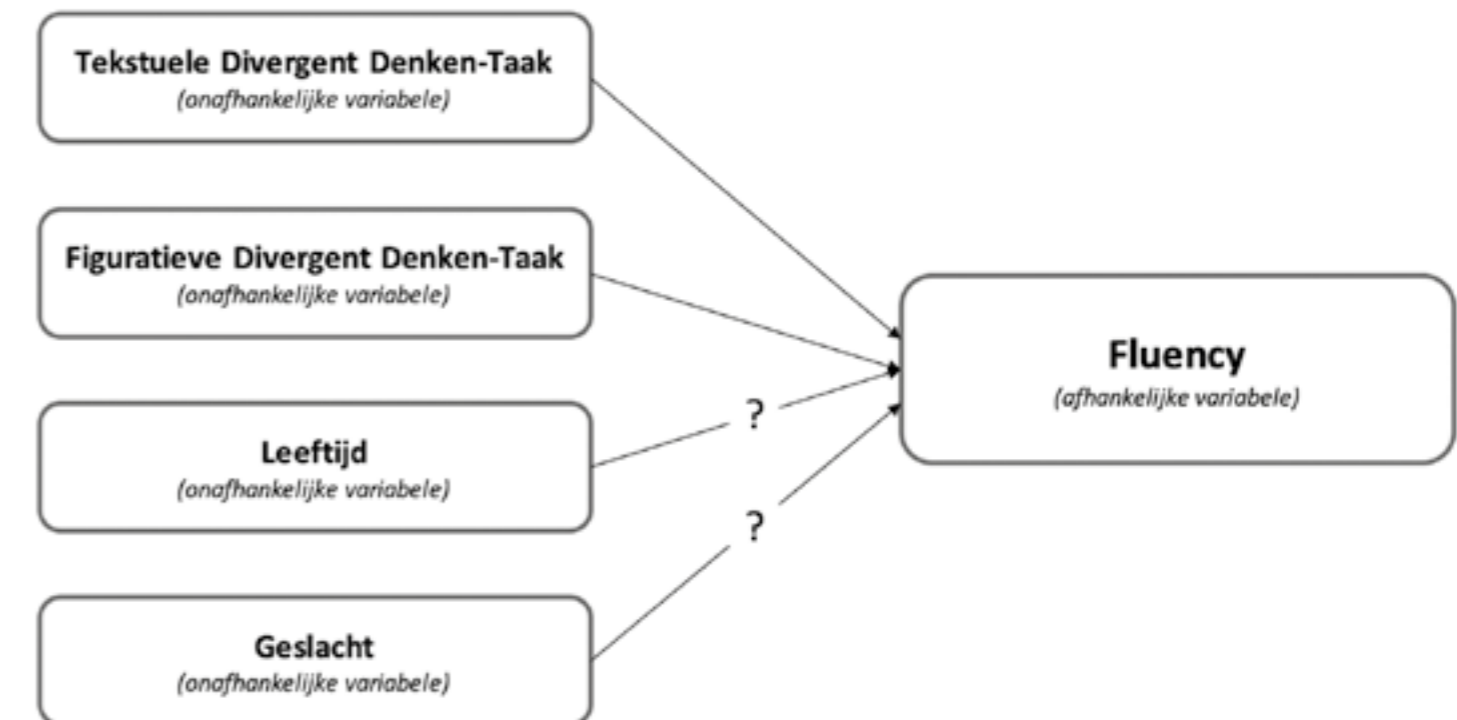 Tekstuele Divergent Denken-Taak
(onafhankelijke variabele)
Figuratieve Divergent Denken-Taak
(onafhankelijke variabele)
Leeftijd
(onafhankelijke variabele)
Geslacht
(onafhankelijke variabele)
?
?
Fluency
(afhankelijke variabele)